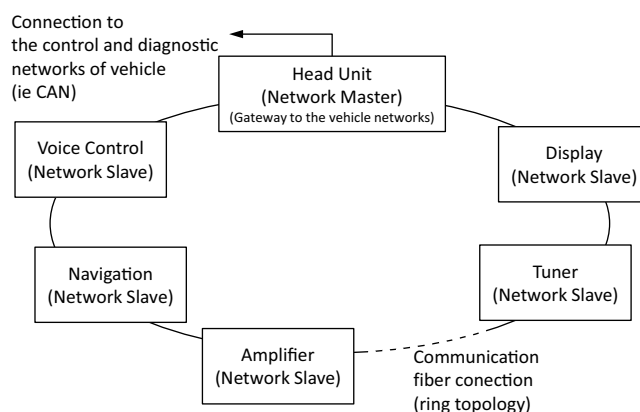 Connection to
the control and diagnostic
networks of vehicle
(ie CAN)
Head Unit
(Network Master)
(Gateway to the vehicle networks)
Voice Control
(Network Slave)
Display
(Network Slave)
Navigation
(Network Slave)
Tuner
(Network Slave)
Amplifier
(Network Slave)
Communication
fiber conection
(ring topology)